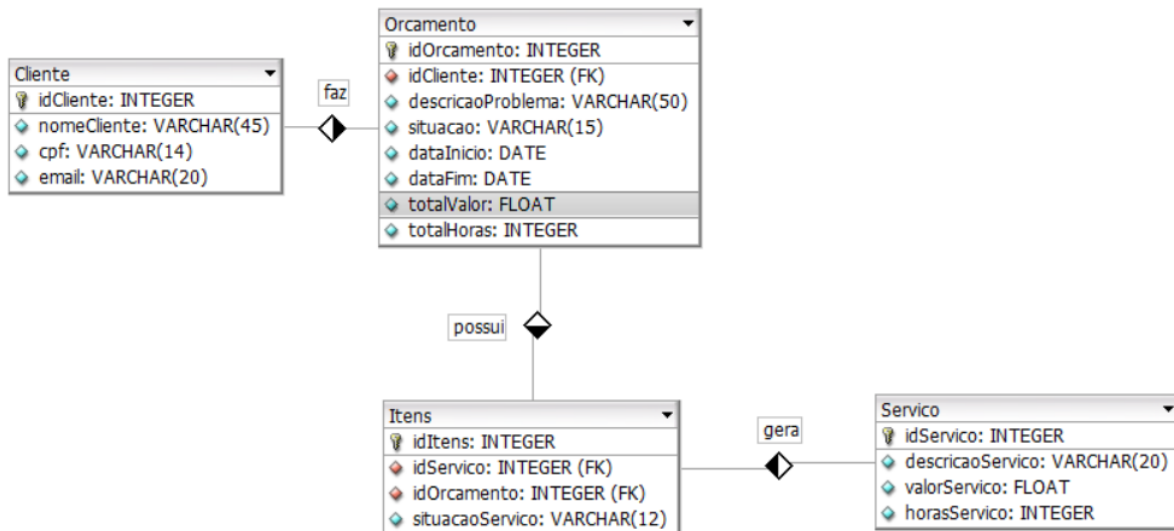 Cliente
idCliente: INTEGER
nomeCliente: VARCHAR(45)
cpf: VARCHAR(14)
email: VARCHAR(20)
faz
Orcamento
idOrcamento: INTEGER
idCliente: INTEGER (FK)
descricaoProblema: VARCHAR(50)
situacao: VARCHAR(15)
dataInicio: DATE
dataFim: DATE
totalValor: FLOAT
totalHoras: INTEGER
possui
Itens
idItens: INTEGER
idServico: INTEGER (FK)
idOrcamento: INTEGER (FK)
situacaoServico: VARCHAR(12)
gera
Servico
idServico: INTEGER
descricaoServico: VARCHAR(20)
valorServico: FLOAT
horasServico: INTEGER